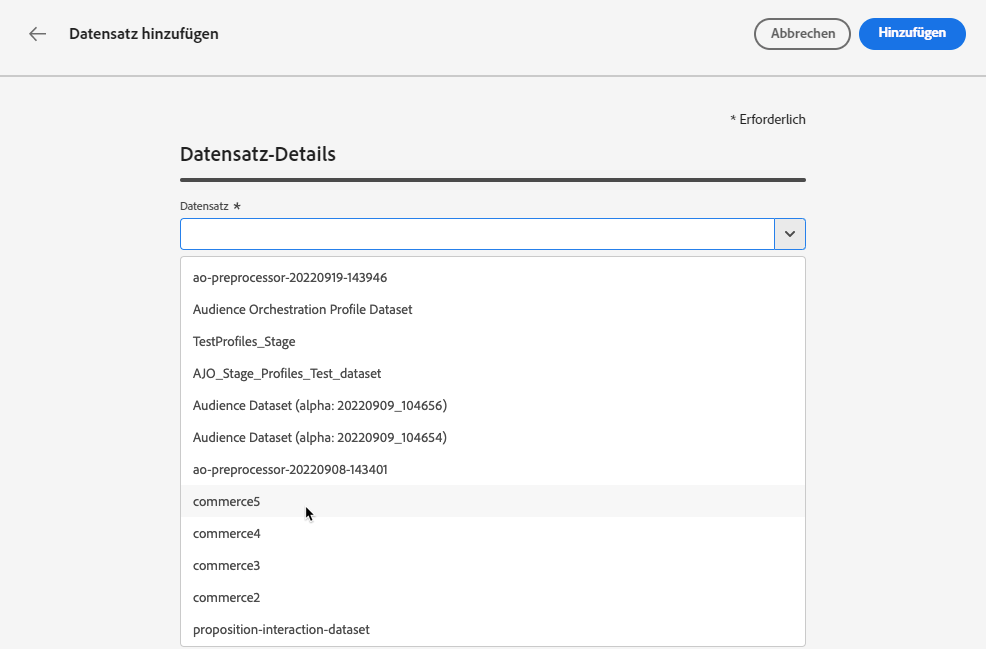 Datensatz hinzufügen
Abbrechen
Hinzufügen
* Erforderlich
Datensatz-Details
Datensatz *
ao-preprocessor-20220919-143946
Audience Orchestration Profile Dataset
TestProfiles_Stage
AJO_Stage_Profiles_Test_dataset
Audience Dataset (alpha: 20220909_104656)
Audience Dataset (alpha: 20220909_104654)
ao-preprocessor-20220908-143401
commerce5
commerce4
commerce3
commerce2
proposition-interaction-dataset